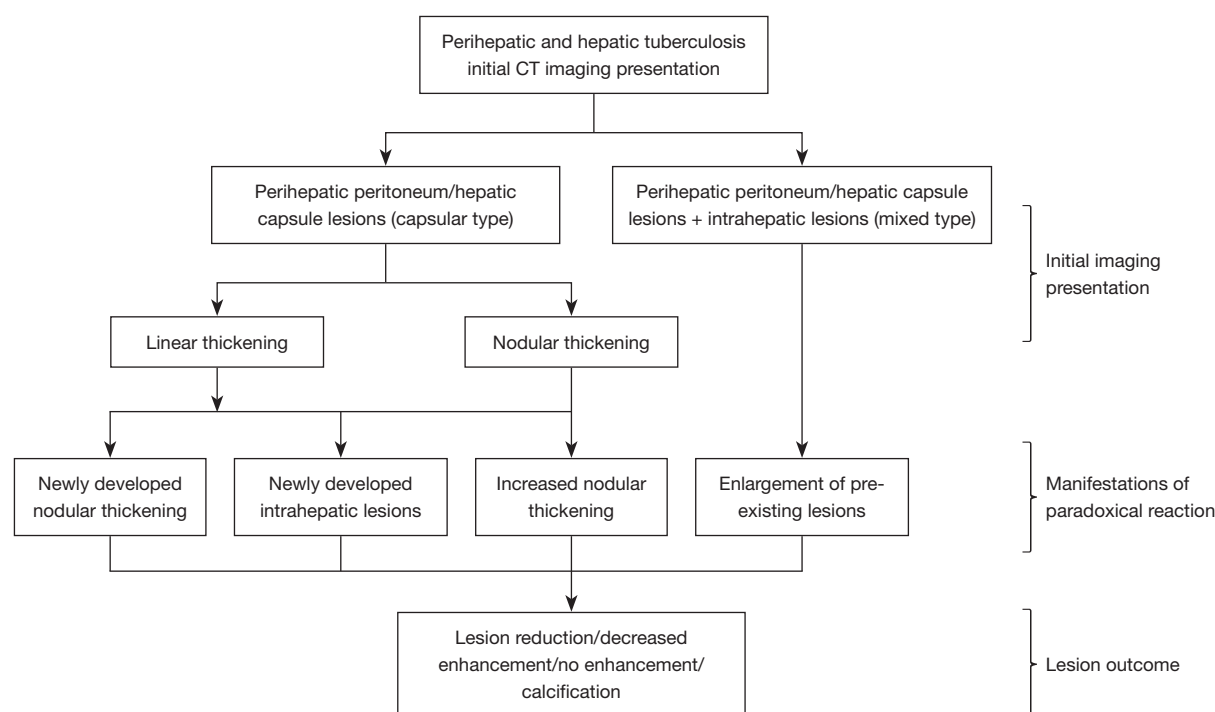 Perihepatic and hepatic tuberculosis
initial CT imaging presentation
Perihepatic peritoneum/hepatic
capsule lesions (capsular type)
Perihepatic peritoneum/hepatic capsule
lesions + intrahepatic lesions (mixed type)
Initial imaging
presentation
Linear thickening
Nodular thickening
Newly developed
nodular thickening
Newly developed
intrahepatic lesions
Increased nodular
thickening
Enlargement of pre-
existing lesions
Manifestations of
paradoxical reaction
Lesion reduction/decreased
enhancement/no enhancement/
calcification
Lesion outcome